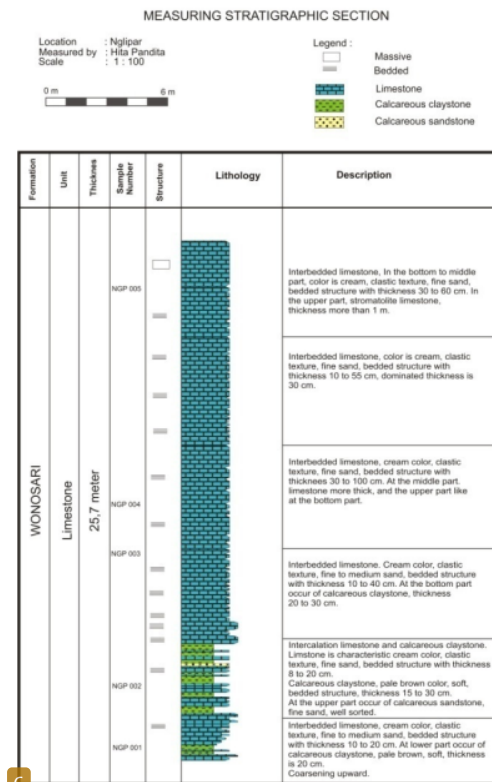 MEASURING STRATIGRAPHIC SECTION
Location : Nglipar
Measured by : Hita Pandita
Scale : 1 : 100
0 m 6 m
Legend :
Massive
Bedded
Limestone
Calcareous claystone
Calcareous sandstone
Formation
Unit
Thicknes
Sample
Number
Structure
Lithology
Description
WONOSARI
Limestone
25,7 meter
NGP 005
NGP 004
NGP 003
NGP 002
NGP 001
Interbedded limestone, In the bottom to middle
part, color is cream, clastic texture, fine sand,
bedded structure with thickness 30 to 60 cm. In
the upper part, stromatolite limestone,
thickness more than 1 m.
Interbedded limestone, color is cream, clastic
texture, fine sand, bedded structure with
thickness 10 to 55 cm, dominated thickness is
30 cm.
Interbedded limestone, cream color, clastic
texture, fine sand, bedded structure with
thicknees 30 to 100 cm. At the middle part.
limestone more thick, and the upper part like
at the bottom part.
Interbedded limestone. Cream color, clastic
texture, fine to medium sand, bedded structure
with thickness 10 to 40 cm. At the bottom part
occur of calcareous claystone, thickness
20 to 30 cm.
Intercalation limestone and calcareous claystone.
Limstone is characteristic cream color, clastic
texture, fine sand, bedded structure with thickness
8 to 20 cm.
Calcareous claystone, pale brown color, soft,
bedded structure, thickness 15 to 30 cm.
At the upper part occur of calcareous sandstone,
fine sand, well sorted.
Interbedded limestone, cream color, clastic
texture, fine to medium sand, bedded structure
with thickness 10 to 20 cm. At lower part occur of
calcareous claystone, pale brown, soft, thickness
is 20 cm.
Coarsening upward.